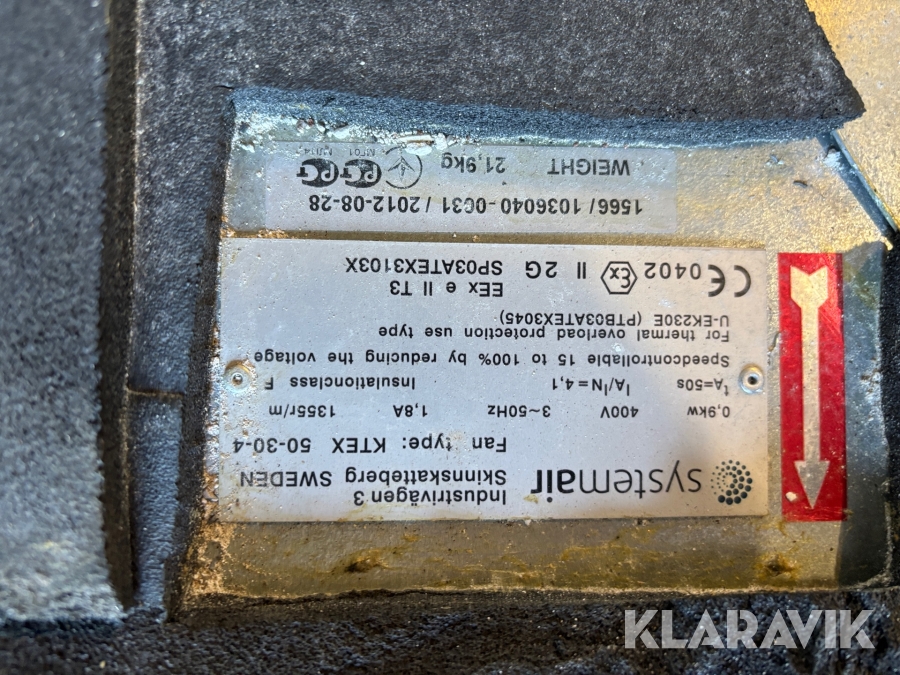 systemair
Industrivägen 3
Skinnskatteberg SWEDEN
Fan type: KTEX 50-30-4
0,9kw 400V 3~50Hz 1,8A 1355r/m
tA=50s IA/IN=4,1 Insulationclass F
Speedcontrollable 15 to 100% by reducing the voltage
For thermal overload protection use type
U-EK230E (PTB03ATEX3045)
EEx e II T3
CE 0402 Ex II 2G SP03ATEX3103X
1566/ 1036040-0031 / 2012-08-28
WEIGHT 21,9kg
KLARAVIK